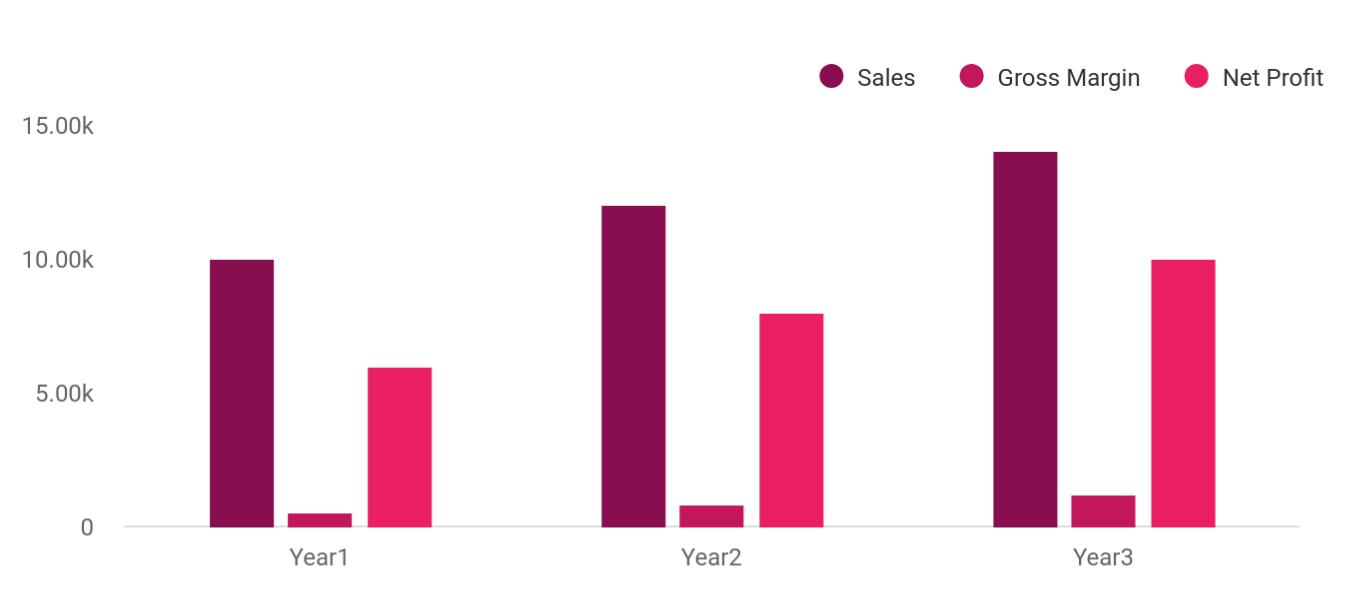 Sales Gross Margin Net Profit
15.00k
10.00k
5.00k
0
Year1 Year2 Year3